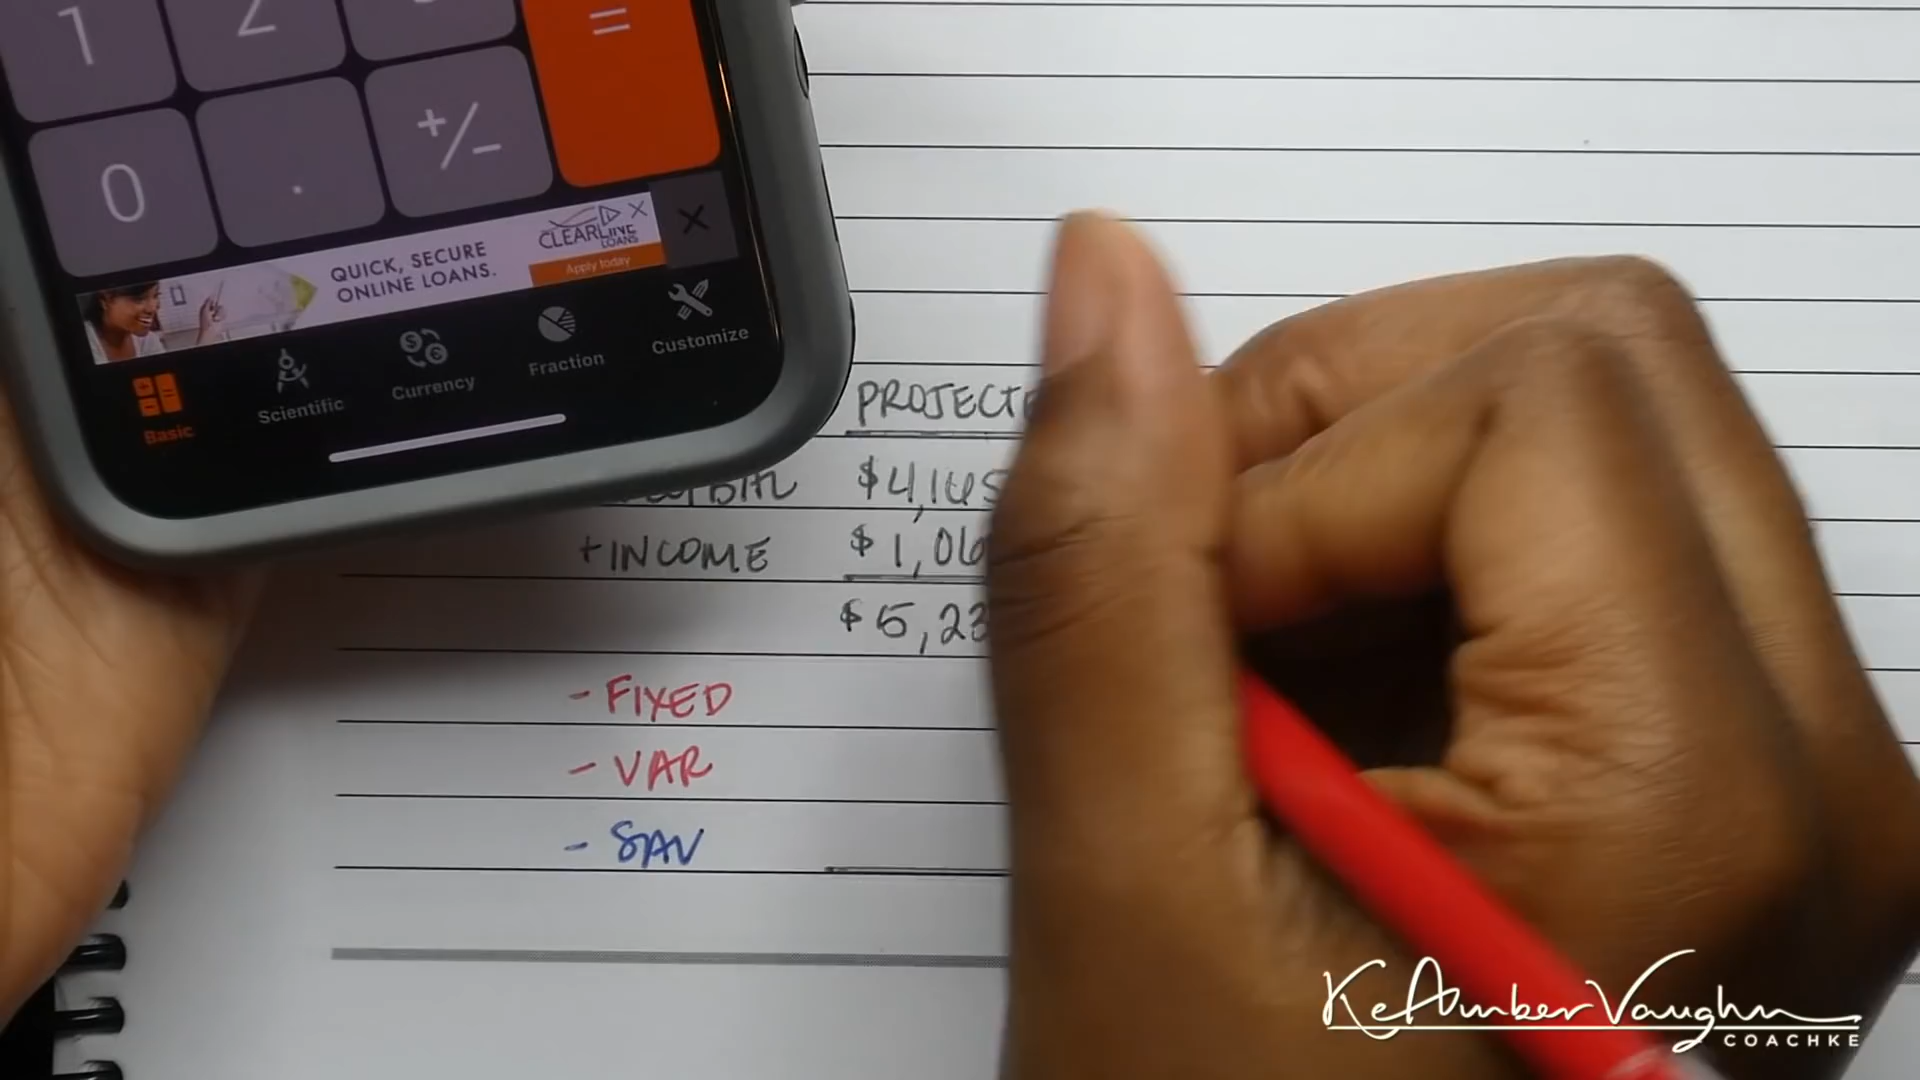 1 2 =
0 . +/-
QUICK, SECURE
ONLINE LOANS.
CLEARLINE
LOANS
Apply today
Basic Scientific Currency Fraction Customize
PROJECTE
$4,145
+INCOME $1,06
$5,23
- FIXED
- VAR
- SAV
KeAmber Vaughn
COACHKE